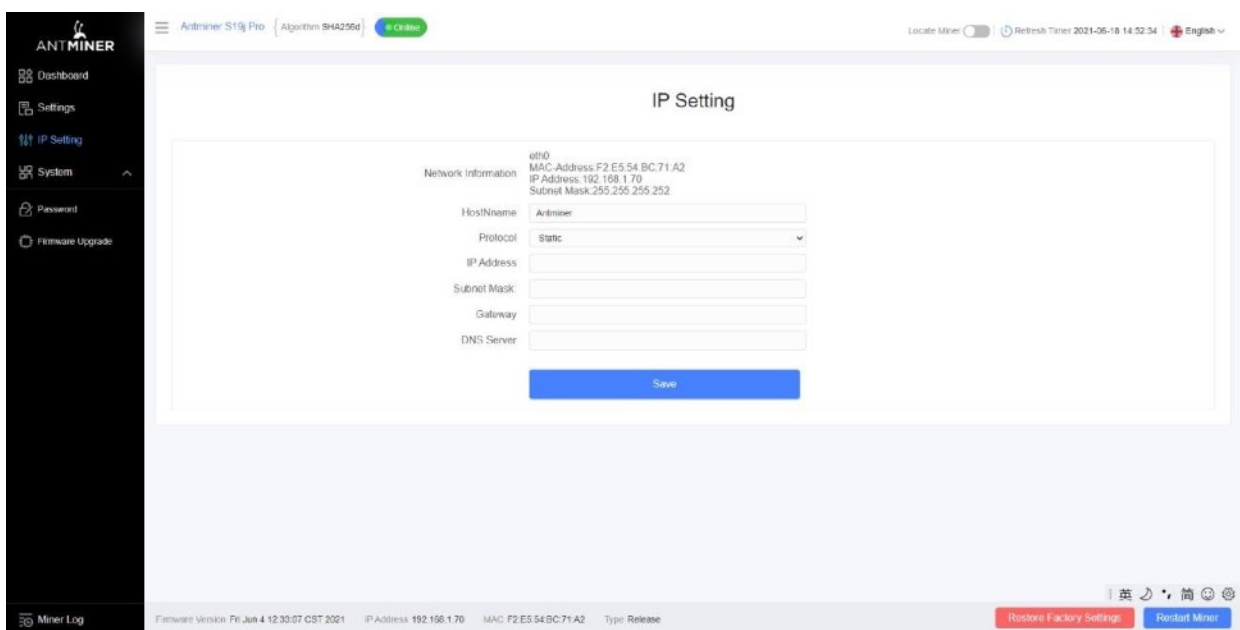 ANTMINER
Antminer S19j Pro { Algorithm SHA256d } Online
Locate Miner Refresh Timer 2021-06-18 14:52:34 English
Dashboard
Settings
IP Setting
System
Password
Firmware Upgrade
IP Setting
Network Information
eth0
MAC-Address:F2:E5:54:BC:71:A2
IP Address:192.168.1.70
Subnet Mask:255.255.255.252
HostNname Antminer
Protocol Static
IP Address
Subnet Mask
Gateway
DNS Server
Save
英 简
Miner Log
Firmware Version Fri Jun 4 12:33:07 CST 2021 IP Address 192.168.1.70 MAC F2:E5:54:BC:71:A2 Type Release
Restore Factory Settings Restart Miner